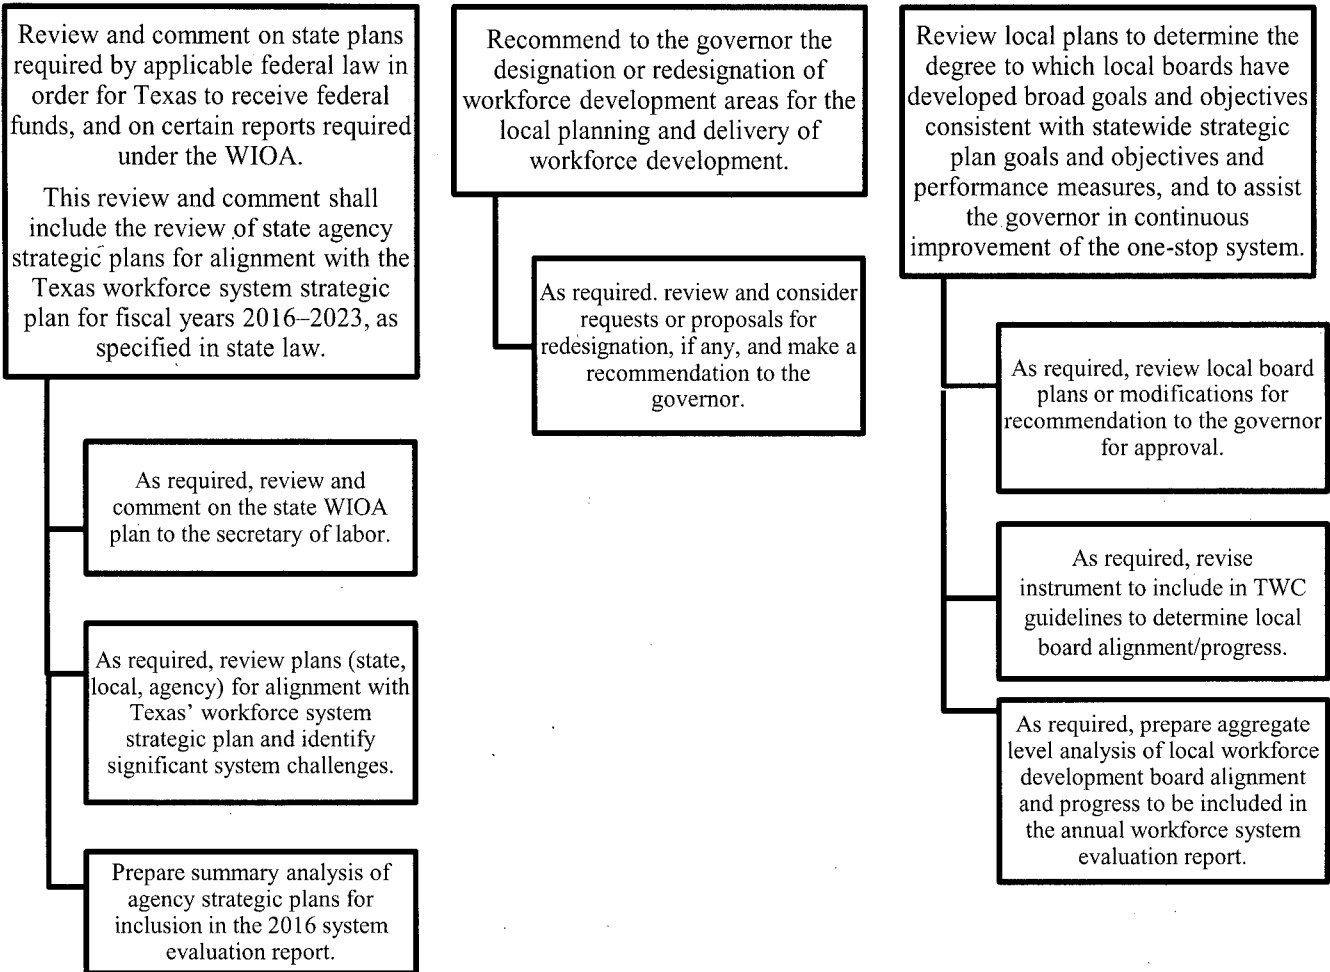 Review and comment on state plans
required by applicable federal law in
order for Texas to receive federal
funds, and on certain reports required
under the WIOA.
This review and comment shall
include the review of state agency
strategic plans for alignment with the
Texas workforce system strategic
plan for fiscal years 2016–2023, as
specified in state law.
As required, review and
comment on the state WIOA
plan to the secretary of labor.
As required, review plans (state,
local, agency) for alignment with
Texas’ workforce system
strategic plan and identify
significant system challenges.
Prepare summary analysis of
agency strategic plans for
inclusion in the 2016 system
evaluation report.
Recommend to the governor the
designation or redesignation of
workforce development areas for the
local planning and delivery of
workforce development.
As required. review and consider
requests or proposals for
redesignation, if any, and make a
recommendation to the
governor.
Review local plans to determine the
degree to which local boards have
developed broad goals and objectives
consistent with statewide strategic
plan goals and objectives and
performance measures, and to assist
the governor in continuous
improvement of the one-stop system.
As required, review local board
plans or modifications for
recommendation to the governor
for approval.
As required, revise
instrument to include in TWC
guidelines to determine local
board alignment/progress.
As required, prepare aggregate
level analysis of local workforce
development board alignment
and progress to be included in
the annual workforce system
evaluation report.